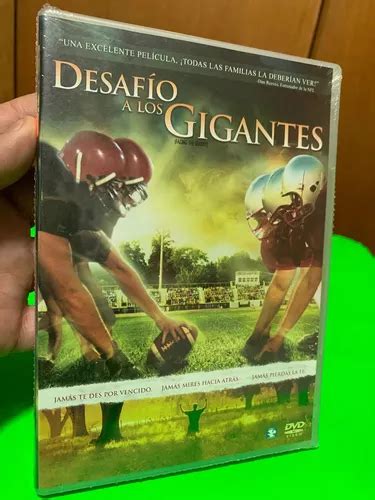 "UNA EXCELENTE PELÍCULA. ¡TODAS LAS FAMILIAS LA DEBERÍAN VER!"
DESAFÍO
A LOS
GIGANTES
JAMÁS TE DES POR VENCIDO. JAMÁS MIRES HACIA ATRÁS. JAMÁS PIERDAS LA FE.
DVD
VIDEO